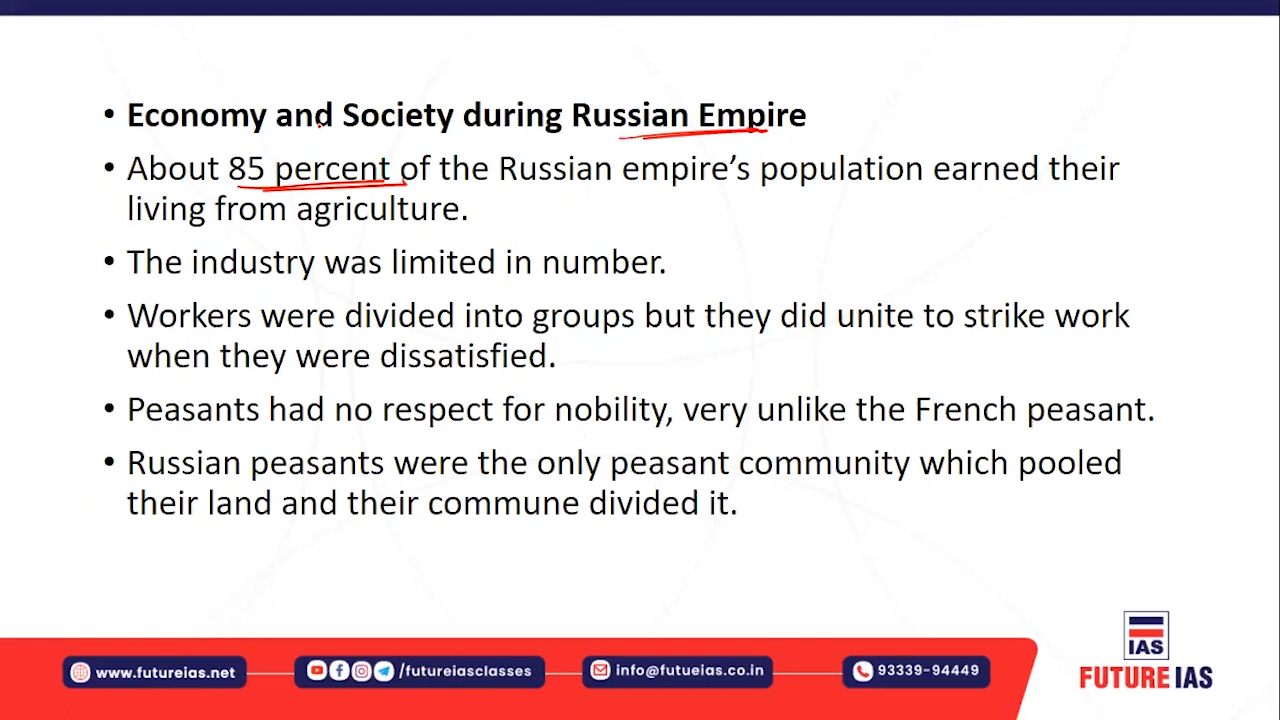 • Economy and Society during Russian Empire
• About 85 percent of the Russian empire’s population earned their
living from agriculture.
• The industry was limited in number.
• Workers were divided into groups but they did unite to strike work
when they were dissatisfied.
• Peasants had no respect for nobility, very unlike the French peasant.
• Russian peasants were the only peasant community which pooled
their land and their commune divided it.
IAS
www.futureias.net
/futureiasclasses
info@futueias.co.in
93339-94449
FUTURE IAS